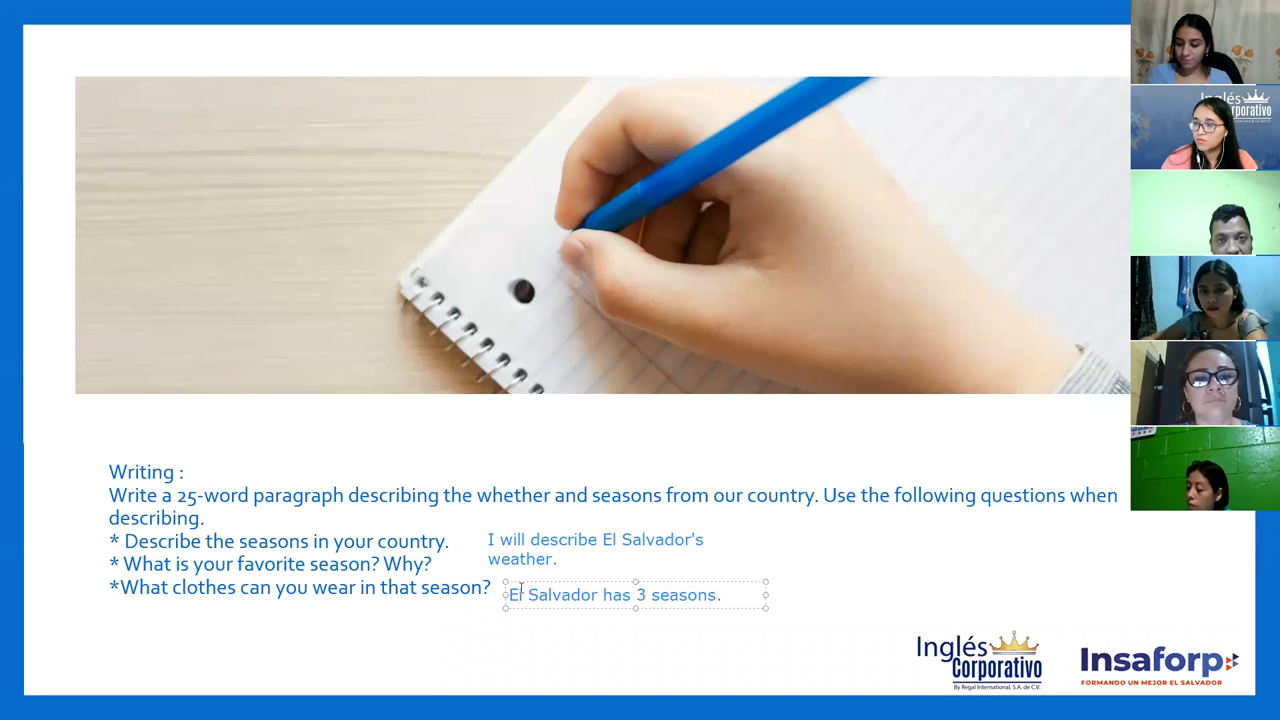 Inglés
Corporativo
Writing :
Write a 25-word paragraph describing the whether and seasons from our country. Use the following questions when
describing.
* Describe the seasons in your country.
* What is your favorite season? Why?
*What clothes can you wear in that season?
I will describe El Salvador's
weather.
El Salvador has 3 seasons.
Inglés
Corporativo
By Regal International, S.A. de C.V.
Insaforp
FORMANDO UN MEJOR EL SALVADOR